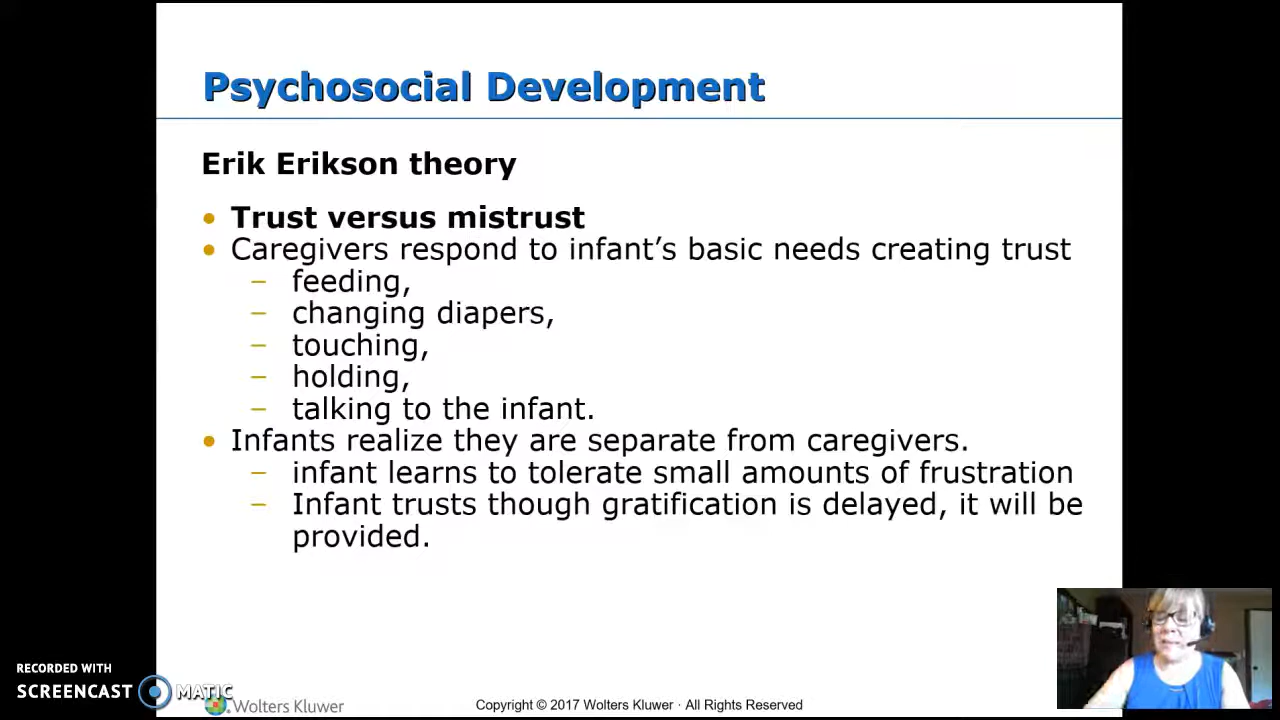 Psychosocial Development
Erik Erikson theory
• Trust versus mistrust
• Caregivers respond to infant’s basic needs creating trust
– feeding,
– changing diapers,
– touching,
– holding,
– talking to the infant.
• Infants realize they are separate from caregivers.
– infant learns to tolerate small amounts of frustration
– Infant trusts though gratification is delayed, it will be
provided.
RECORDED WITH
SCREENCAST MATIC
Wolters Kluwer
Copyright © 2017 Wolters Kluwer · All Rights Reserved